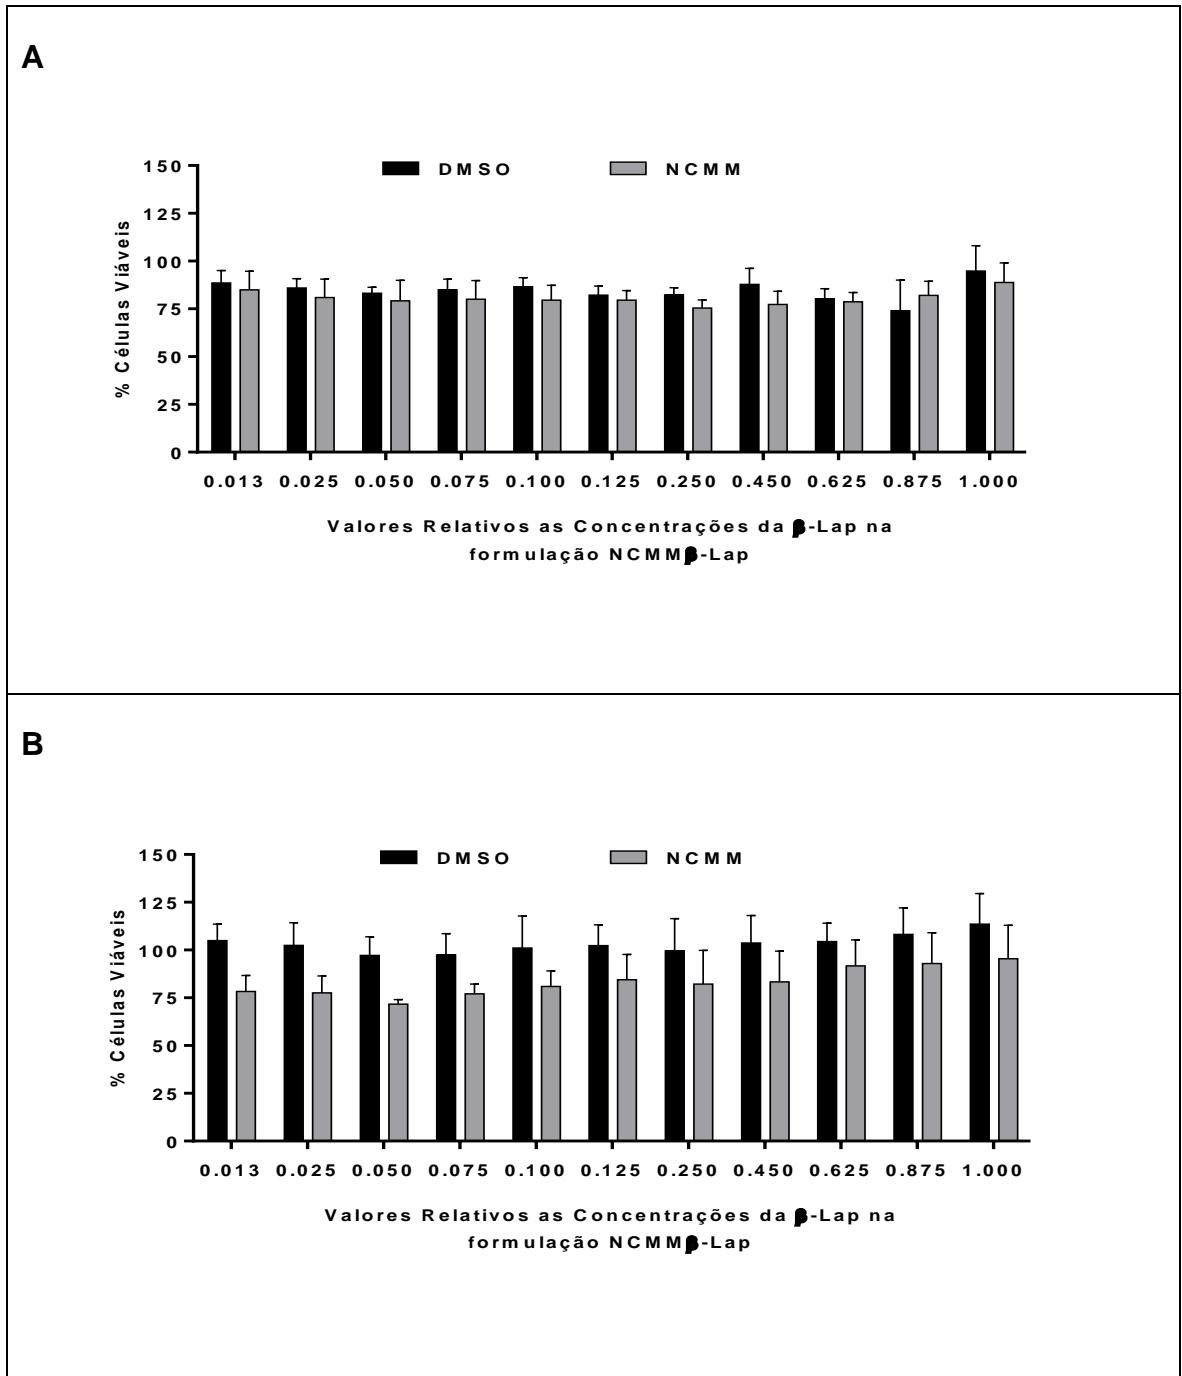 A
DMSO NCMM
150
125
100
75
50
25
0
% Células Viáveis
0.013 0.025 0.050 0.075 0.100 0.125 0.250 0.450 0.625 0.875 1.000
Valores Relativos as Concentrações da β-Lap na
formulação NCMMβ-Lap
B
DMSO NCMM
150
125
100
75
50
25
0
% Células Viáveis
0.013 0.025 0.050 0.075 0.100 0.125 0.250 0.450 0.625 0.875 1.000
Valores Relativos as Concentrações da β-Lap na
formulação NCMMβ-Lap